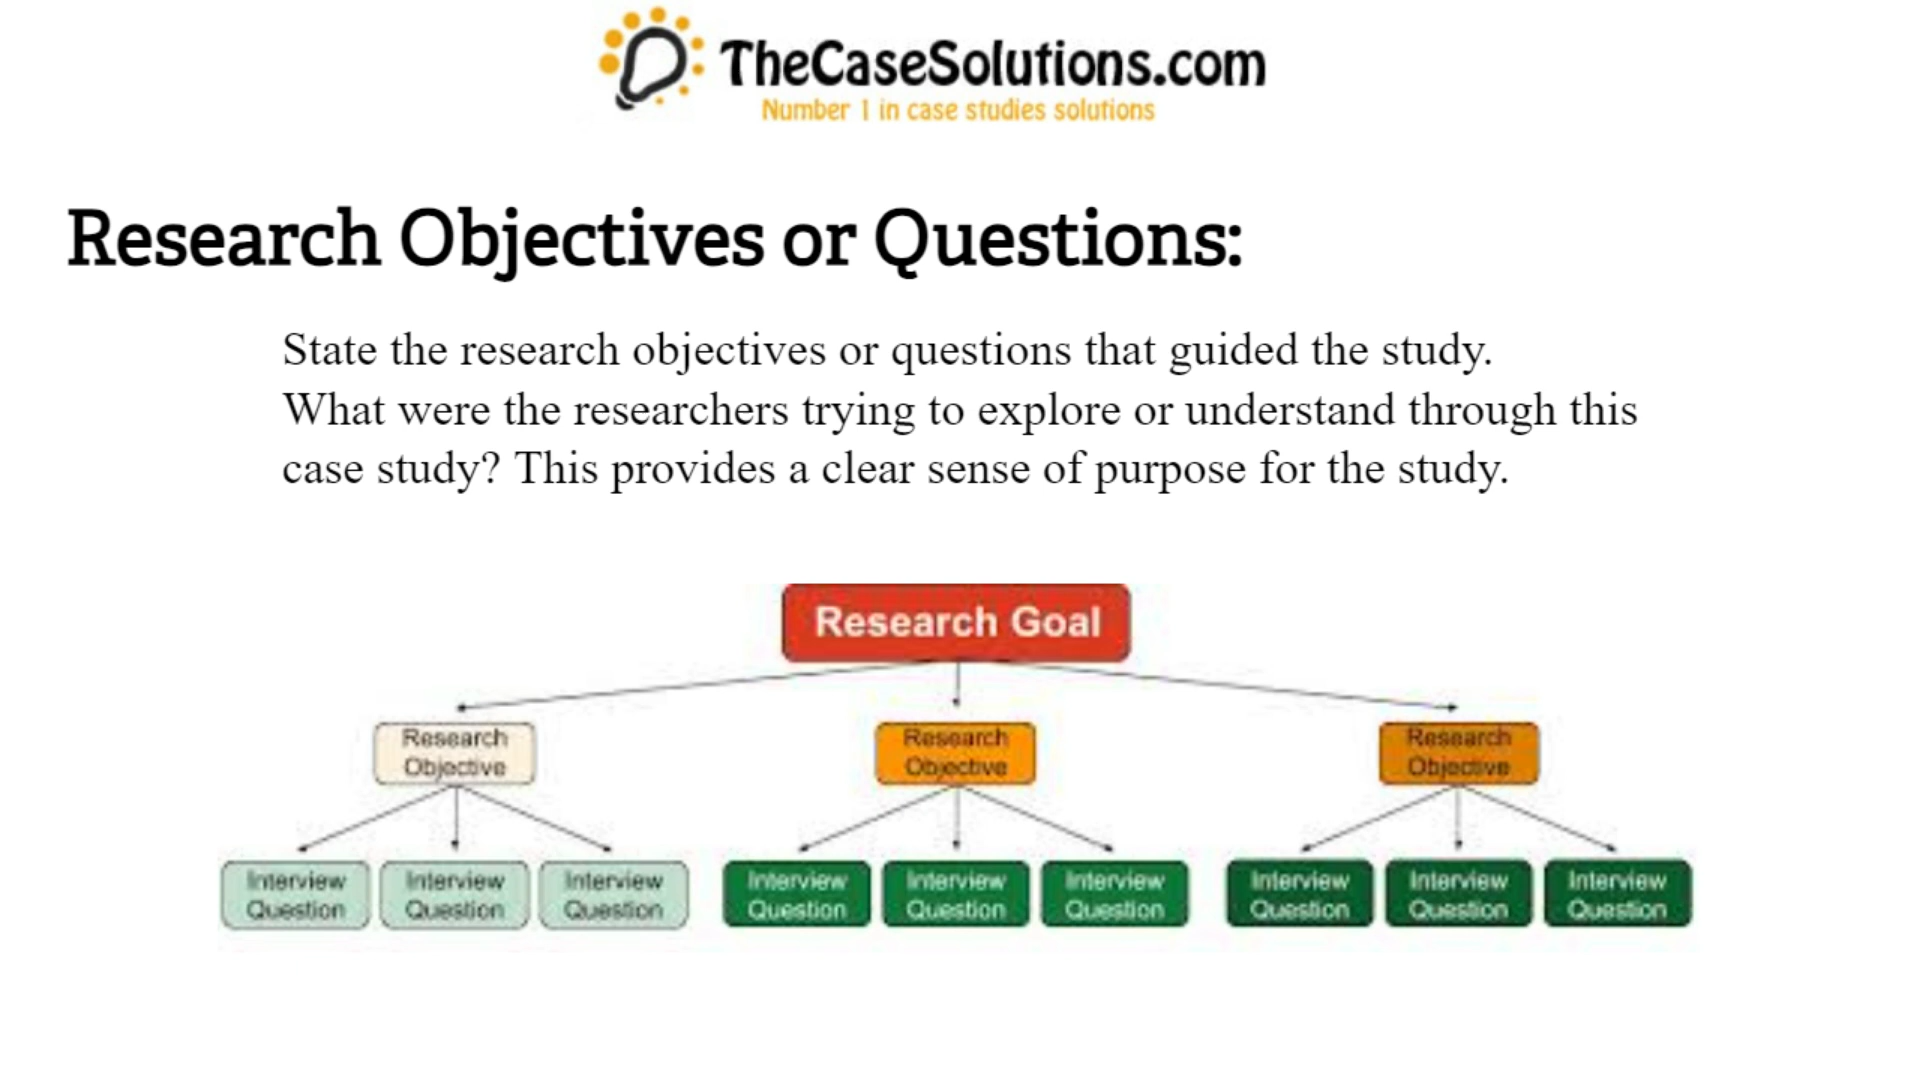 TheCaseSolutions.com
Number 1 in case studies solutions
Research Objectives or Questions:
State the research objectives or questions that guided the study.
What were the researchers trying to explore or understand through this
case study? This provides a clear sense of purpose for the study.
Research Goal
Research
Objective
Research
Objective
Research
Objective
Interview
Question
Interview
Question
Interview
Question
Interview
Question
Interview
Question
Interview
Question
Interview
Question
Interview
Question
Interview
Question